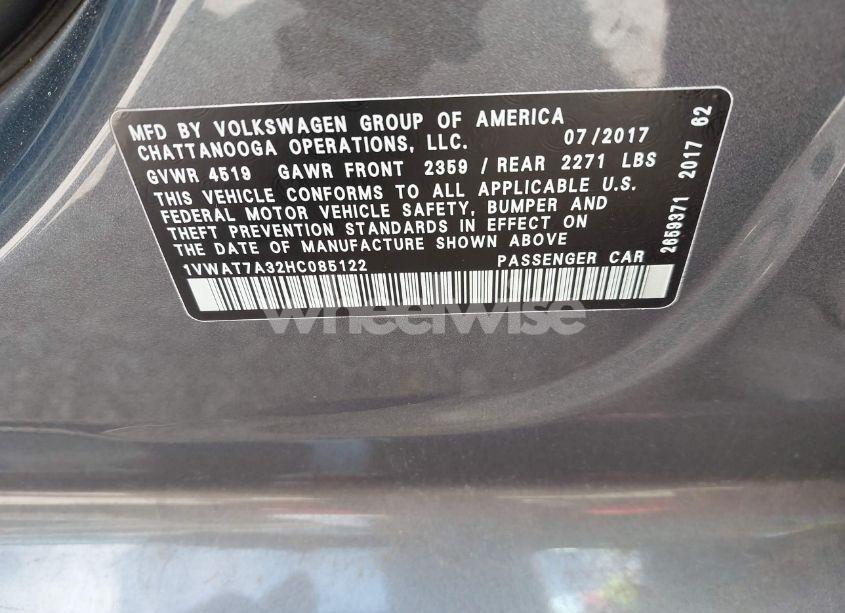 MFD BY VOLKSWAGEN GROUP OF AMERICA
CHATTANOOGA OPERATIONS, LLC. 07/2017
GVWR 4519 GAWR FRONT 2359 / REAR 2271 LBS
THIS VEHICLE CONFORMS TO ALL APPLICABLE U.S.
FEDERAL MOTOR VEHICLE SAFETY, BUMPER AND
THEFT PREVENTION STANDARDS IN EFFECT ON
THE DATE OF MANUFACTURE SHOWN ABOVE
1VWAT7A32HC085122 PASSENGER CAR
2659371 2017 62
wheelwise